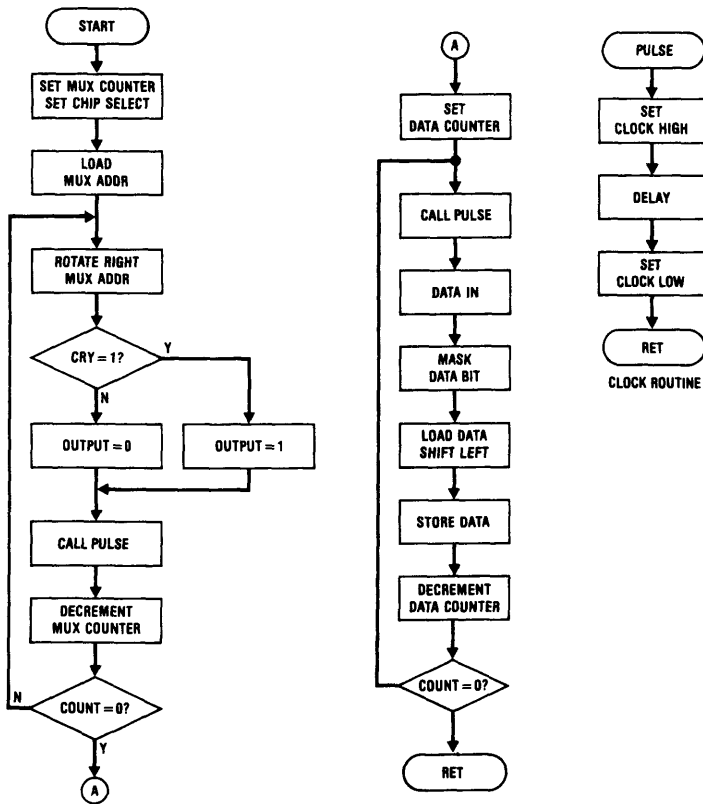 START
SET MUX COUNTER
SET CHIP SELECT
LOAD
MUX ADDR
ROTATE RIGHT
MUX ADDR
CRY = 1?
Y
N
OUTPUT = 0
OUTPUT = 1
CALL PULSE
DECREMENT
MUX COUNTER
COUNT = 0?
N
Y
A
A
SET
DATA COUNTER
CALL PULSE
DATA IN
MASK
DATA BIT
LOAD DATA
SHIFT LEFT
STORE DATA
DECREMENT
DATA COUNTER
COUNT = 0?
RET
PULSE
SET
CLOCK HIGH
DELAY
SET
CLOCK LOW
RET
CLOCK ROUTINE